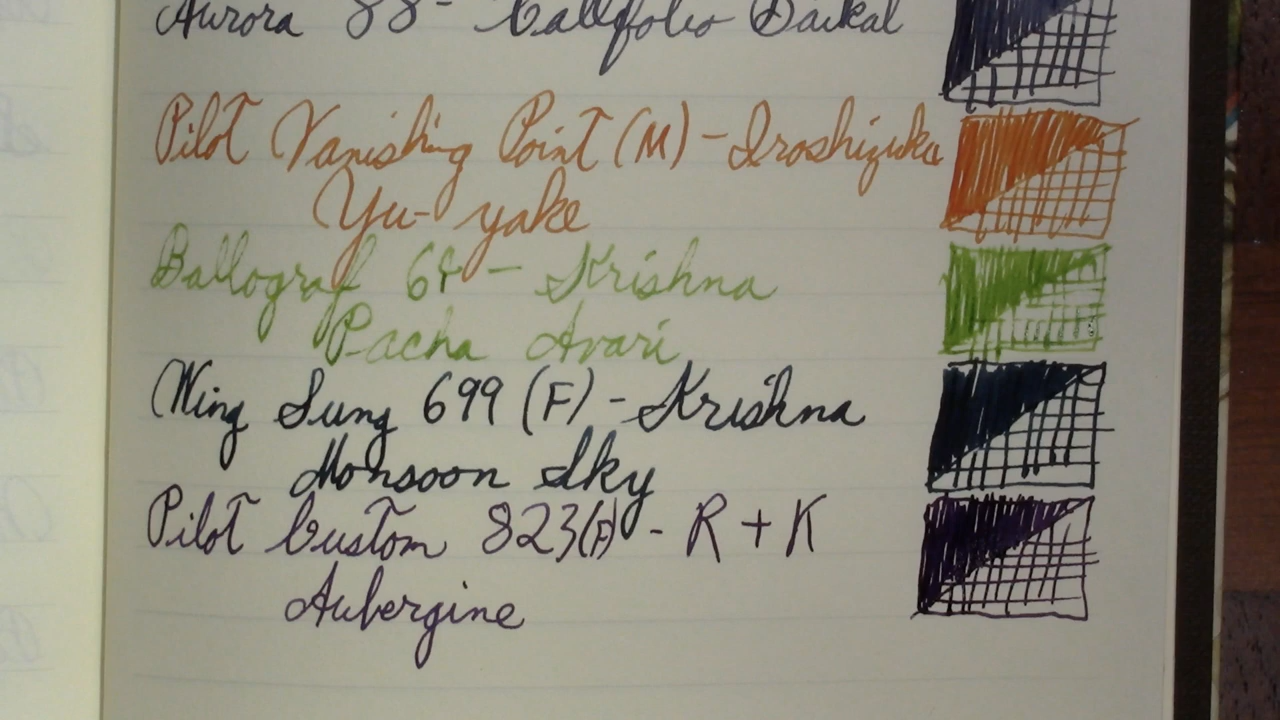 Aurora 88 - Callifolio Baikal
Pilot Vanishing Point (M) - Iroshizuku
Yu-yake
Ballograf 64 - Krishna
Pacha Avari
Wing Sung 699 (F) - Krishna
Monsoon Sky
Pilot Custom 823 (F) - R + K
Aubergine